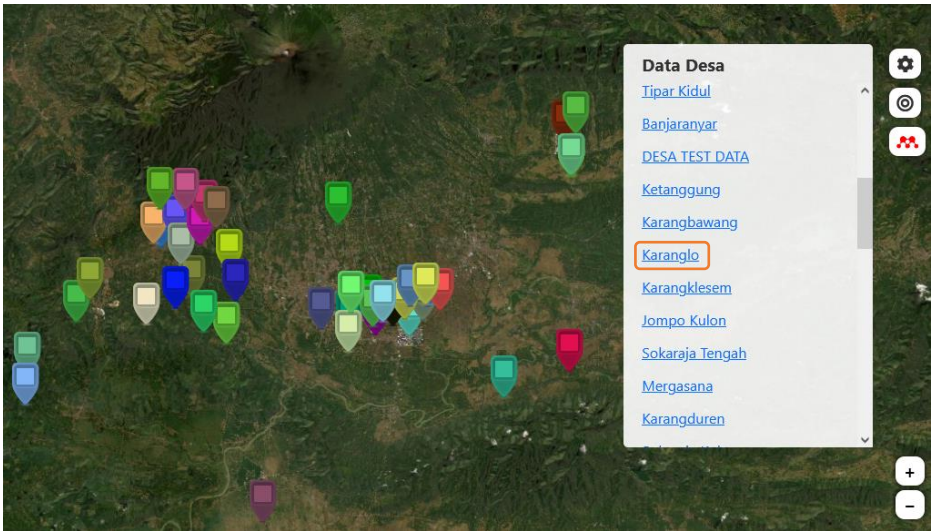 Data Desa
Tipar Kidul
Banjaranyar
DESA TEST DATA
Ketanggung
Karangbawang
Karanglo
Karangklesem
Jompo Kulon
Sokaraja Tengah
Mergasana
Karangduren
+
−